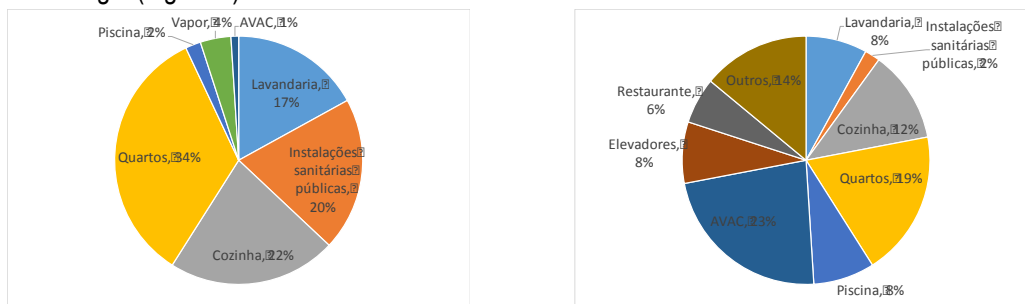 Vapor, 4%
AVAC, 1%
Piscina, 2%
Lavandaria,
17%
Quartos, 34%
Instalações
sanitárias
públicas,
20%
Cozinha, 22%
Lavandaria,
8%
Instalações
sanitárias
públicas, 2%
Outros, 14%
Restaurante,
6%
Cozinha, 12%
Elevadores,
8%
Quartos, 19%
AVAC, 23%
Piscina, 8%